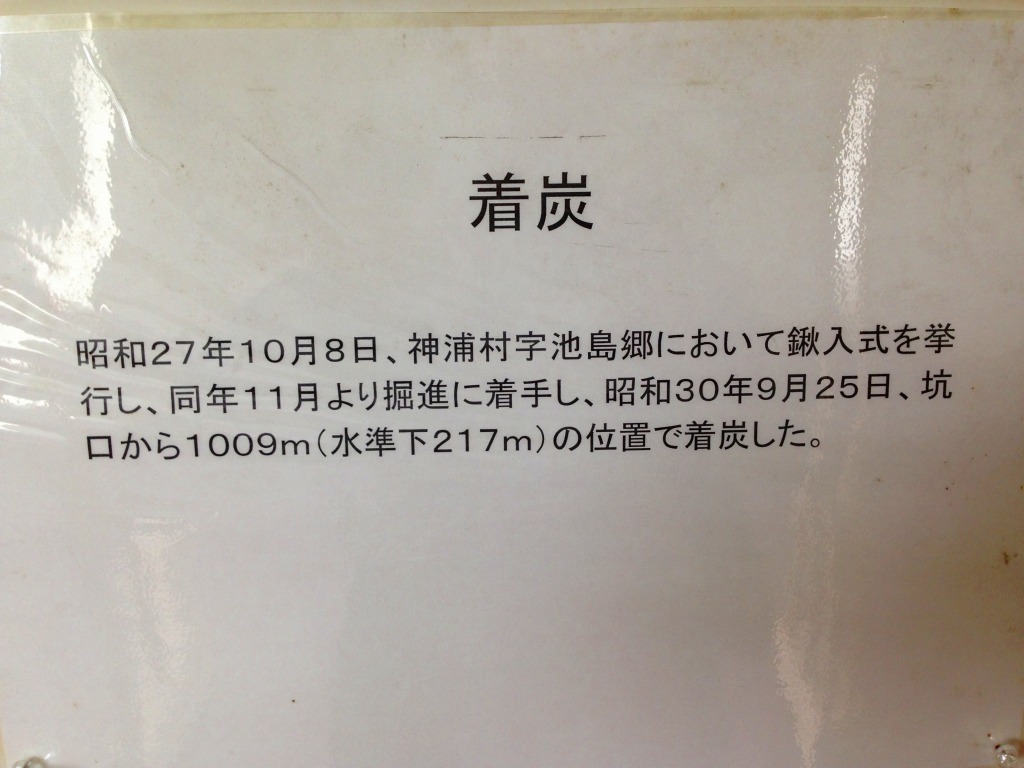 着炭
昭和27年10月8日、神浦村字池島郷において鍬入式を挙
行し、同年11月より掘進に着手し、昭和30年9月25日、坑
口から1009m(水準下217m)の位置で着炭した。